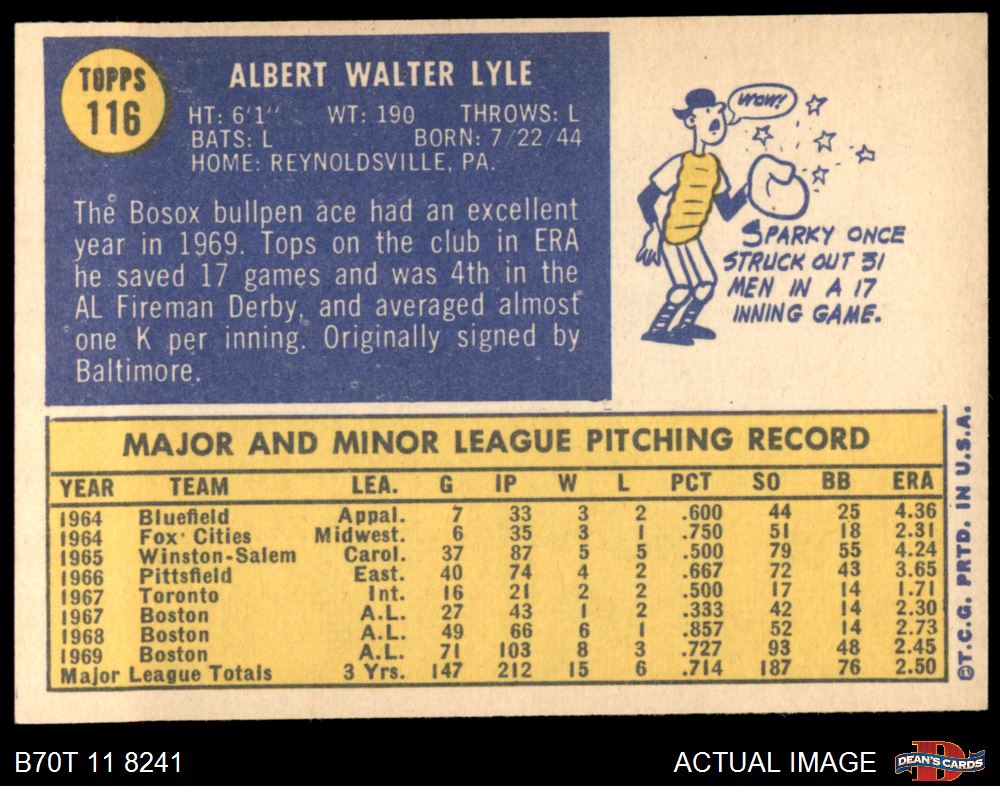 TOPPS
116
ALBERT WALTER LYLE
HT: 6'1" WT: 190 THROWS: L
BATS: L BORN: 7/22/44
HOME: REYNOLDSVILLE, PA.
The Bosox bullpen ace had an excellent
year in 1969. Tops on the club in ERA
he saved 17 games and was 4th in the
AL Fireman Derby, and averaged almost
one K per inning. Originally signed by
Baltimore.
WOW!
SPARKY ONCE
STRUCK OUT 31
MEN IN A 17
INNING GAME.
MAJOR AND MINOR LEAGUE PITCHING RECORD
YEAR TEAM LEA. G IP W L PCT SO BB ERA
1964 Bluefield Appal. 7 33 3 2 .600 44 25 4.36
1964 Fox Cities Midwest. 6 35 3 1 .750 51 18 2.31
1965 Winston-Salem Carol. 37 87 5 5 .500 79 55 4.24
1966 Pittsfield East. 40 74 4 2 .667 72 43 3.65
1967 Toronto Int. 16 21 2 2 .500 17 14 1.71
1967 Boston A.L. 27 43 1 2 .333 42 14 2.30
1968 Boston A.L. 49 66 6 1 .857 52 14 2.73
1969 Boston A.L. 71 103 8 3 .727 93 48 2.45
Major League Totals 3 Yrs. 147 212 15 6 .714 187 76 2.50
©T.C.G. PRTD. IN U.S.A.
B70T 11 8241
ACTUAL IMAGE
D
DEAN'S CARDS